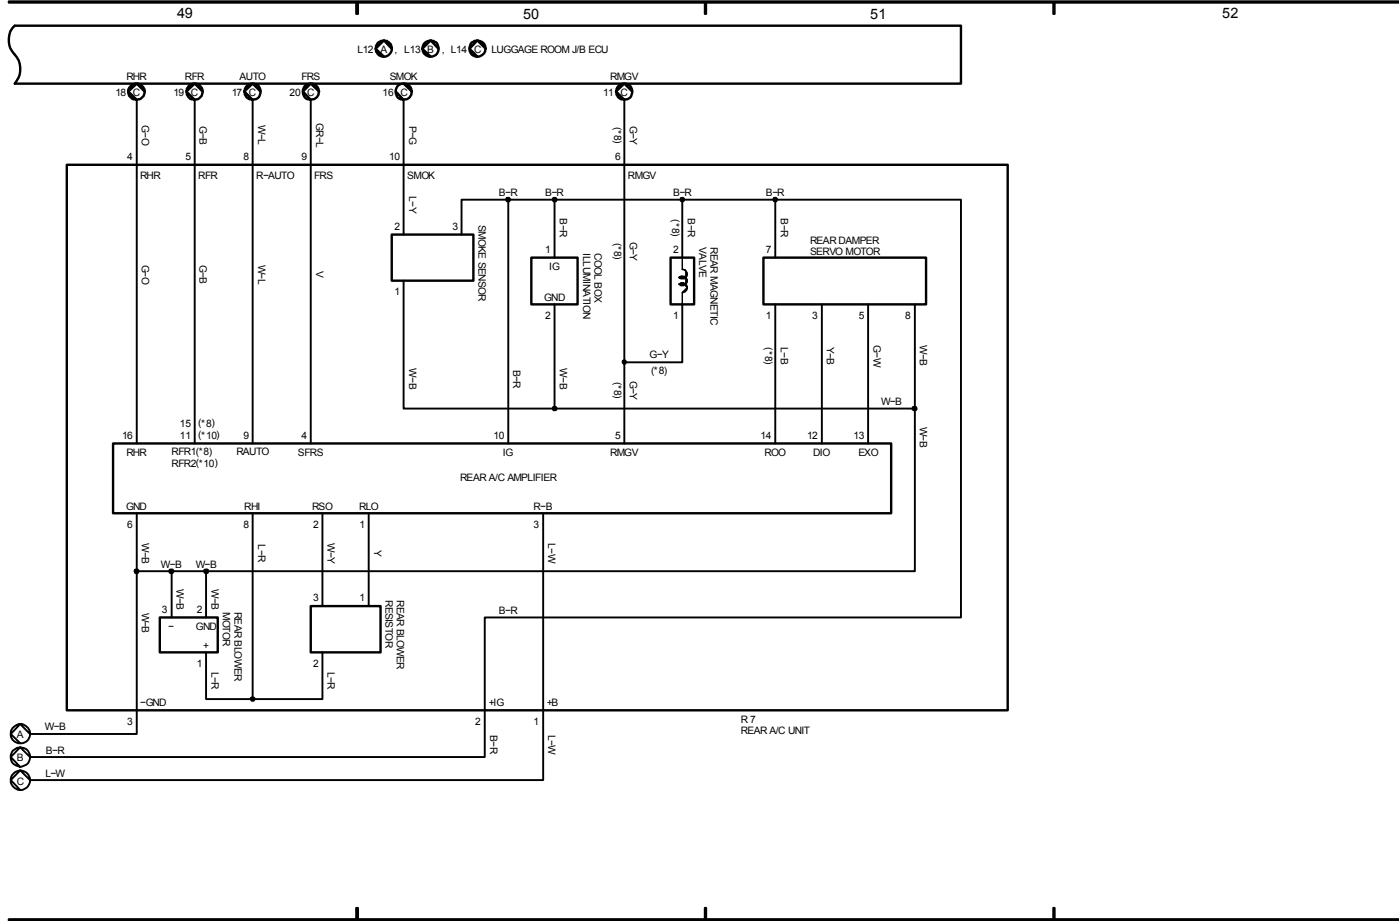 49 50 51 52
L12 A , L13 B , L14 C LUGGAGE ROOM J/B ECU
RHR RFR AUTO FRS SMOK RMGV
18 C 19 C 17 C 20 C 16 C 11 C
G−O G−B W−L GR−L P−G (*8) G−Y
4 5 8 9 10 6
RHR RFR R−AUTO FRS SMOK RMGV
B−R B−R B−R B−R
L−Y
2 3
SMOKE SENSOR
1
B−R
1
IG
GND
2
COOL BOX
ILLUMINATION
(*8) G−Y
(*8) B−R
2
1
REAR MAGNETIC
VALVE
B−R
7
REAR DAMPER
SERVO MOTOR
1 3 5 8
G−O G−B W−L V
G−Y
(*8)
(*8) L−B Y−B G−W W−B
W−B B−R W−B (*8) G−Y
W−B
W−B
15 (*8)
16 11 (*10) 9 4 10 5 14 12 13
RHR RFR1(*8) RAUTO SFRS IG RMGV ROO DIO EXO
RFR2(*10)
REAR A/C AMPLIFIER
GND RHI RSO RLO R−B
6 8 2 1 3
W−B L−R W−Y Y L−W
W−B W−B
W−B W−B W−B
3 2
− GND
+
1
REAR BLOWER
MOTOR
L−R
3 1
REAR BLOWER
RESISTOR
2
L−R
B−R
−GND +IG +B
3 2 1
R 7
REAR A/C UNIT
B−R L−W
A W−B
B B−R
C L−W